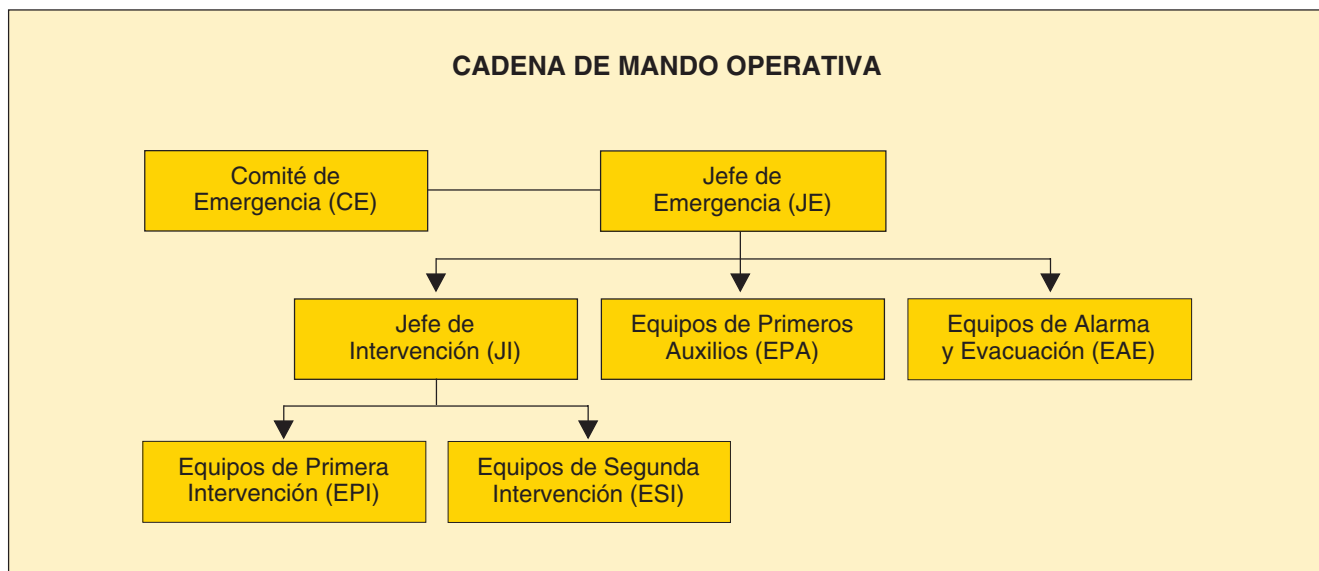 CADENA DE MANDO OPERATIVA
Comité de
Emergencia (CE)
Jefe de
Emergencia (JE)
Jefe de
Intervención (JI)
Equipos de Primeros
Auxilios (EPA)
Equipos de Alarma
y Evacuación (EAE)
Equipos de Primera
Intervención (EPI)
Equipos de Segunda
Intervención (ESI)